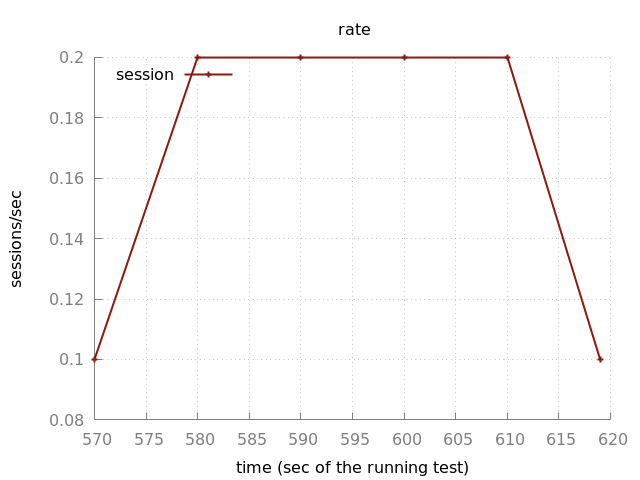 rate
0.2
session
0.18
0.16
0.14
0.12
0.1
0.08
sessions/sec
570 575 580 585 590 595 600 605 610 615 620
time (sec of the running test)